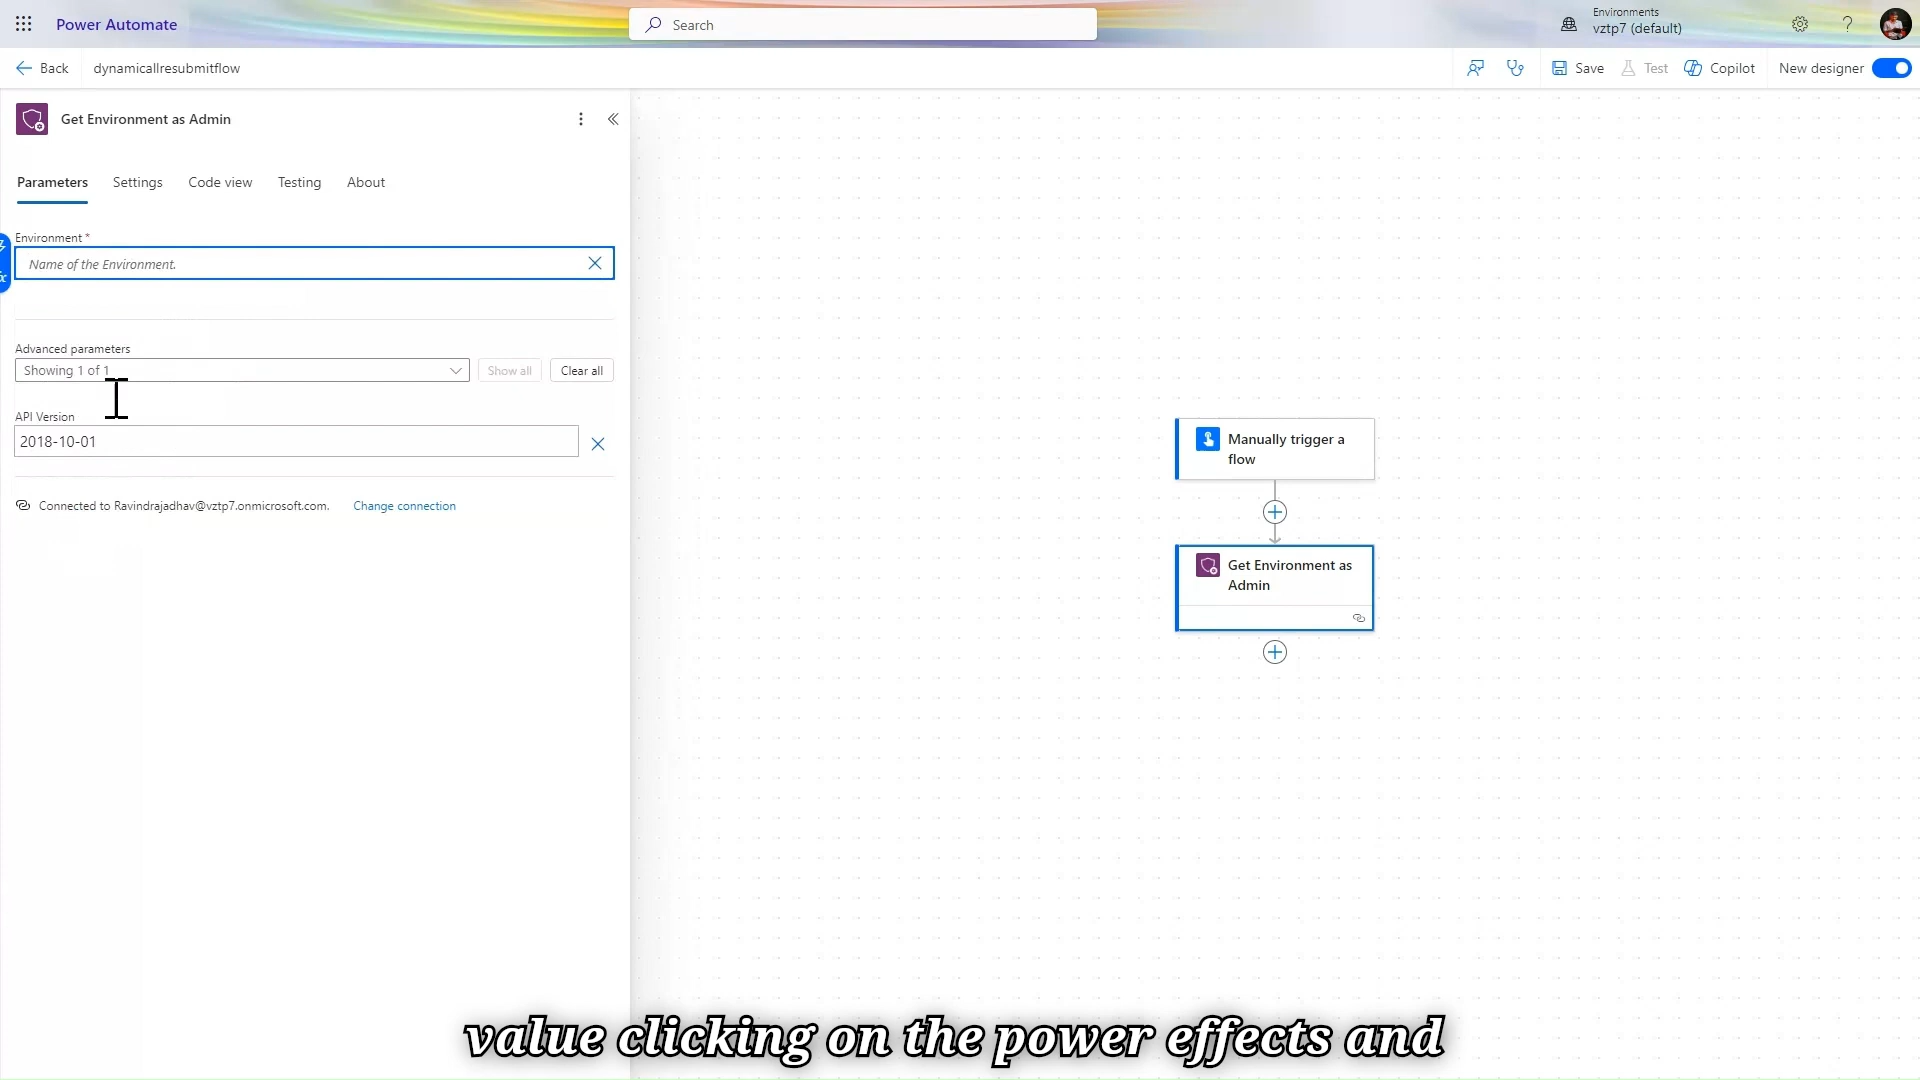 Power Automate
Search
Environments
vztp7 (default)
?
Back
dynamicallresubmitflow
Save
Test
Copilot
New designer
Get Environment as Admin
Parameters
Settings
Code view
Testing
About
Environment *
Name of the Environment.
Advanced parameters
Showing 1 of 1
Show all
Clear all
API Version
2018-10-01
Connected to Ravindrajadhav@vztp7.onmicrosoft.com.
Change connection
Manually trigger a
flow
Get Environment as
Admin
value clicking on the power effects and